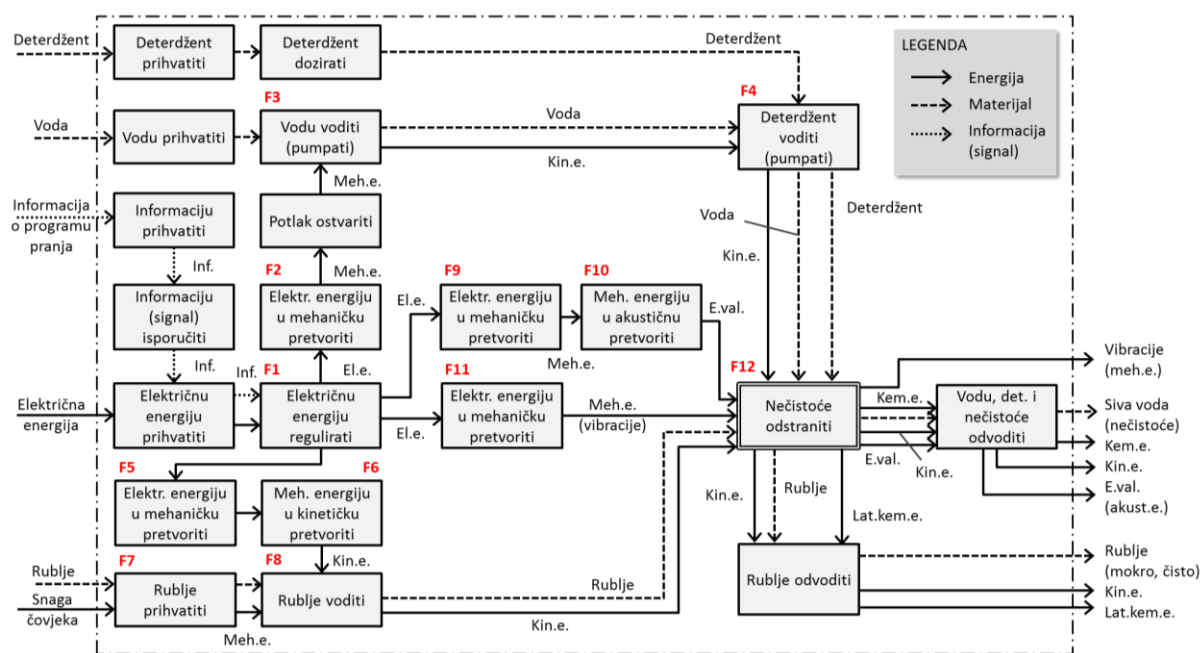 Deterdžent
Deterdžent
prihvatiti
Deterdžent
dozirati
Deterdžent
LEGENDA
Energija
Materijal
Informacija
(signal)
F3
F4
Voda
Vodu prihvatiti
Vodu voditi
(pumpati)
Voda
Kin.e.
Deterdžent
voditi
(pumpati)
Meh.e.
Informacija
o programu
pranja
Informaciju
prihvatiti
Potlak ostvariti
Voda
Deterdžent
Kin.e.
Inf.
F2
Meh.e.
F9
F10
Informaciju
(signal)
isporučiti
Elektr. energiju
u mehaničku
pretvoriti
El.e.
Elektr. energiju
u mehaničku
pretvoriti
Meh. energiju
u akustičnu
pretvoriti
E.val.
Meh.e.
Inf.
Inf.
F1
El.e.
F11
F12
Vibracije
(meh.e.)
Električna
energija
Električnu
energiju
prihvatiti
Električnu
energiju
regulirati
El.e.
Elektr. energiju
u mehaničku
pretvoriti
Meh.e.
(vibracije)
Nečistoće
odstraniti
Kem.e.
E.val.
Kin.e.
Vodu, det. i
nečistoće
odvoditi
Siva voda
(nečistoće)
Kem.e.
Kin.e.
E.val.
(akust.e.)
F5
F6
Elektr. energiju
u mehaničku
pretvoriti
Meh. energiju
u kinetičku
pretvoriti
Kin.e.
Rublje
Lat.kem.e.
F7
F8
Kin.e.
Rublje
Snaga
čovjeka
Rublje
prihvatiti
Rublje voditi
Rublje
Kin.e.
Meh.e.
Rublje odvoditi
Rublje
(mokro, čisto)
Kin.e.
Lat.kem.e.